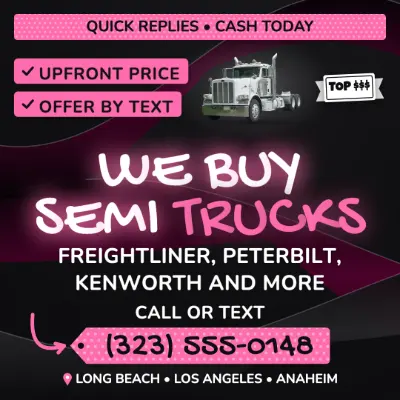 QUICK REPLIES • CASH TODAY
✓ UPFRONT PRICE
✓ OFFER BY TEXT
TOP $$$
WE BUY
SEMI TRUCKS
FREIGHTLINER, PETERBILT,
KENWORTH AND MORE
CALL OR TEXT
(323) 555-0148
LONG BEACH • LOS ANGELES • ANAHEIM